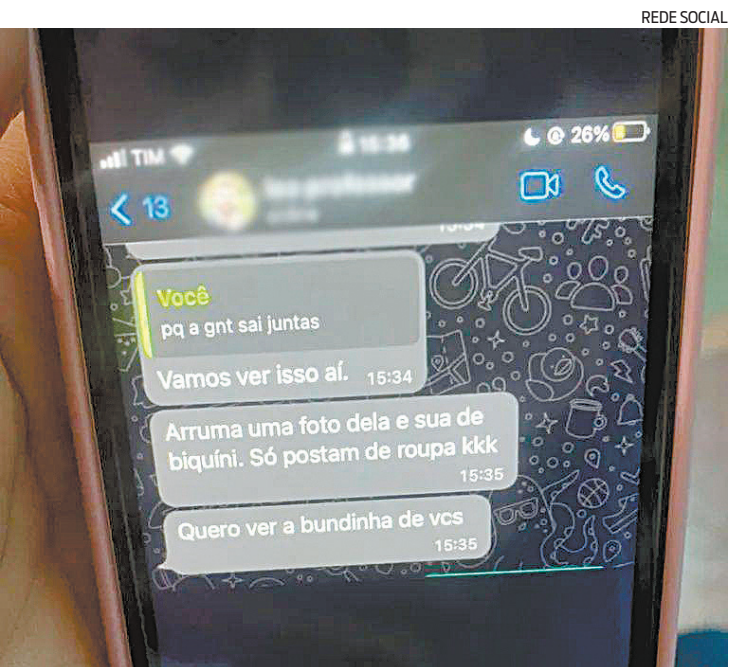 REDE SOCIAL
TIM
26%
13
Você
pq a gnt sai juntas
Vamos ver isso aí. 15:34
Arruma uma foto dela e sua de
biquíni. Só postam de roupa kkk
15:35
Quero ver a bundinha de vcs
15:35